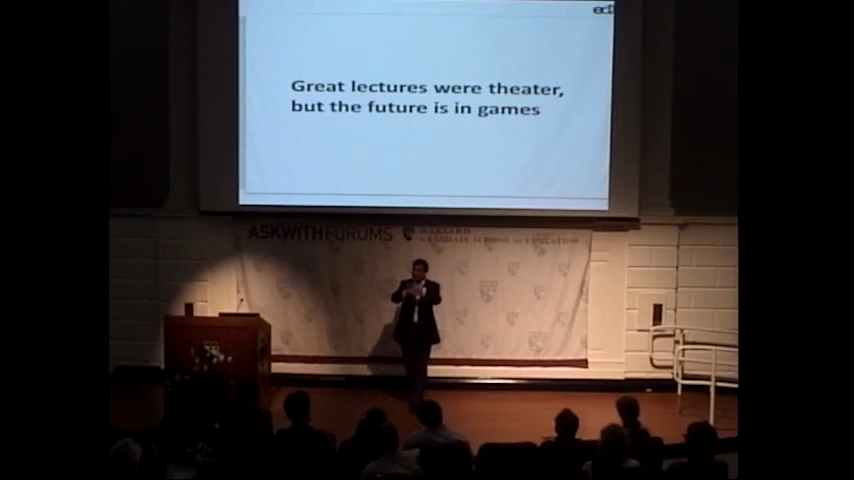 Great lectures were theater,
but the future is in games
ASKWITHFORUMS
HARVARD
GRADUATE SCHOOL OF EDUCATION